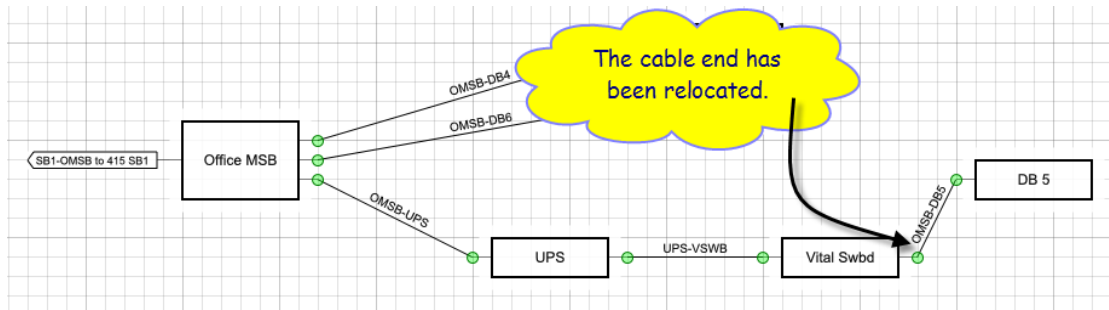 The cable end has
been relocated.
OMSB-DB4
OMSB-DB6
SB1-OMSB to 415 SB1
Office MSB
DB 5
OMSB-UPS
OMSB-DB5
UPS
UPS-VSWB
Vital Swbd